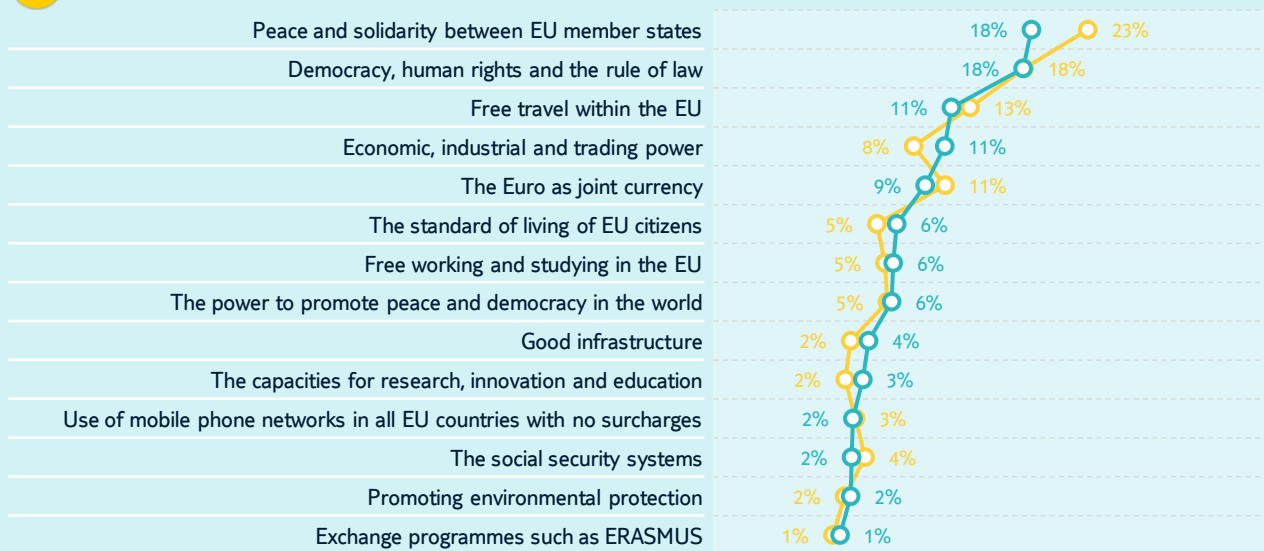 Peace and solidarity between EU member states 18% 23%
Democracy, human rights and the rule of law 18% 18%
Free travel within the EU 11% 13%
Economic, industrial and trading power 8% 11%
The Euro as joint currency 9% 11%
The standard of living of EU citizens 5% 6%
Free working and studying in the EU 5% 6%
The power to promote peace and democracy in the world 5% 6%
Good infrastructure 2% 4%
The capacities for research, innovation and education 2% 3%
Use of mobile phone networks in all EU countries with no surcharges 2% 3%
The social security systems 2% 4%
Promoting environmental protection 2% 2%
Exchange programmes such as ERASMUS 1% 1%